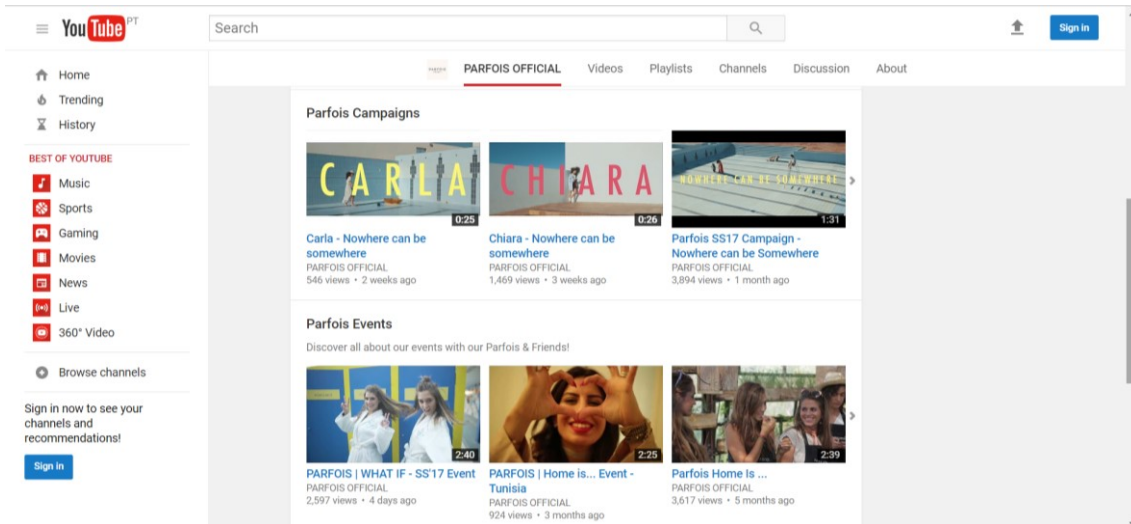 YouTube PT
Search
Sign in
PARFOIS OFFICIAL Videos Playlists Channels Discussion About
Home
Trending
History
BEST OF YOUTUBE
Music
Sports
Gaming
Movies
News
Live
360° Video
Browse channels
Sign in now to see your
channels and
recommendations!
Sign in
Parfois Campaigns
CARLA
0:25
Carla - Nowhere can be
somewhere
PARFOIS OFFICIAL
546 views • 2 weeks ago
CHIARA
0:26
Chiara - Nowhere can be
somewhere
PARFOIS OFFICIAL
1,469 views • 3 weeks ago
NOWHERE CAN BE SOMEWHERE
1:31
Parfois SS17 Campaign -
Nowhere can be Somewhere
PARFOIS OFFICIAL
3,894 views • 1 month ago
Parfois Events
Discover all about our events with our Parfois & Friends!
2:40
PARFOIS | WHAT IF - SS'17 Event
PARFOIS OFFICIAL
2,597 views • 4 days ago
2:25
PARFOIS | Home is... Event -
Tunisia
PARFOIS OFFICIAL
924 views • 3 months ago
2:39
Parfois Home Is ...
PARFOIS OFFICIAL
3,617 views • 5 months ago